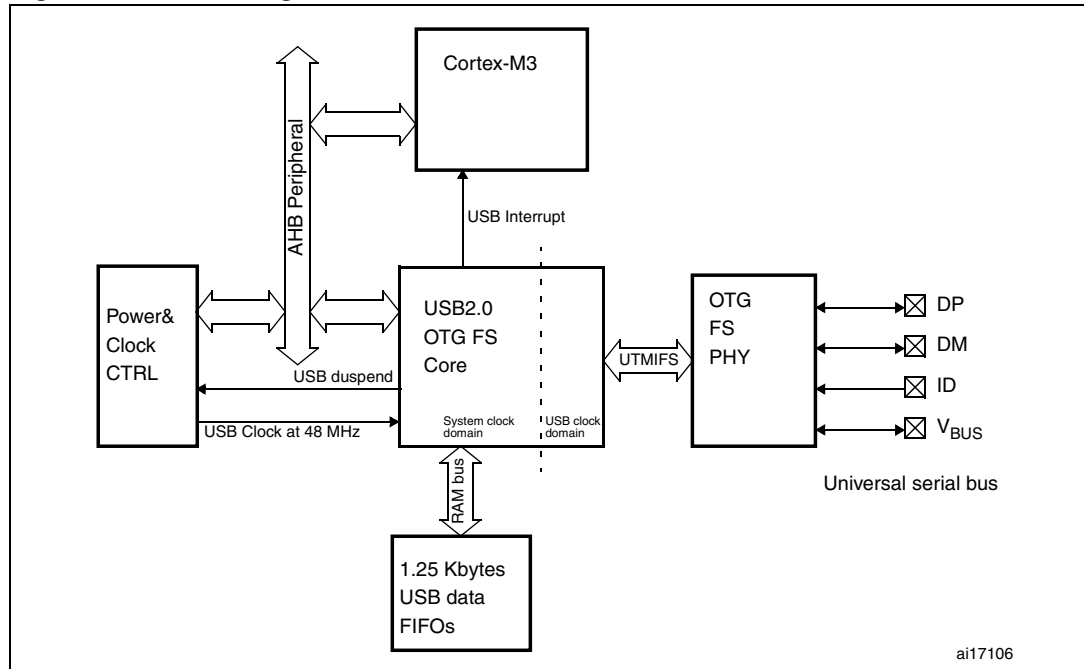 Cortex-M3
AHB Peripheral
USB Interrupt
Power&
Clock
CTRL
USB2.0
OTG FS
Core
System clock
domain
USB clock
domain
USB duspend
USB Clock at 48 MHz
UTMIFS
OTG
FS
PHY
DP
DM
ID
VBUS
Universal serial bus
RAM bus
1.25 Kbytes
USB data
FIFOs
ai17106